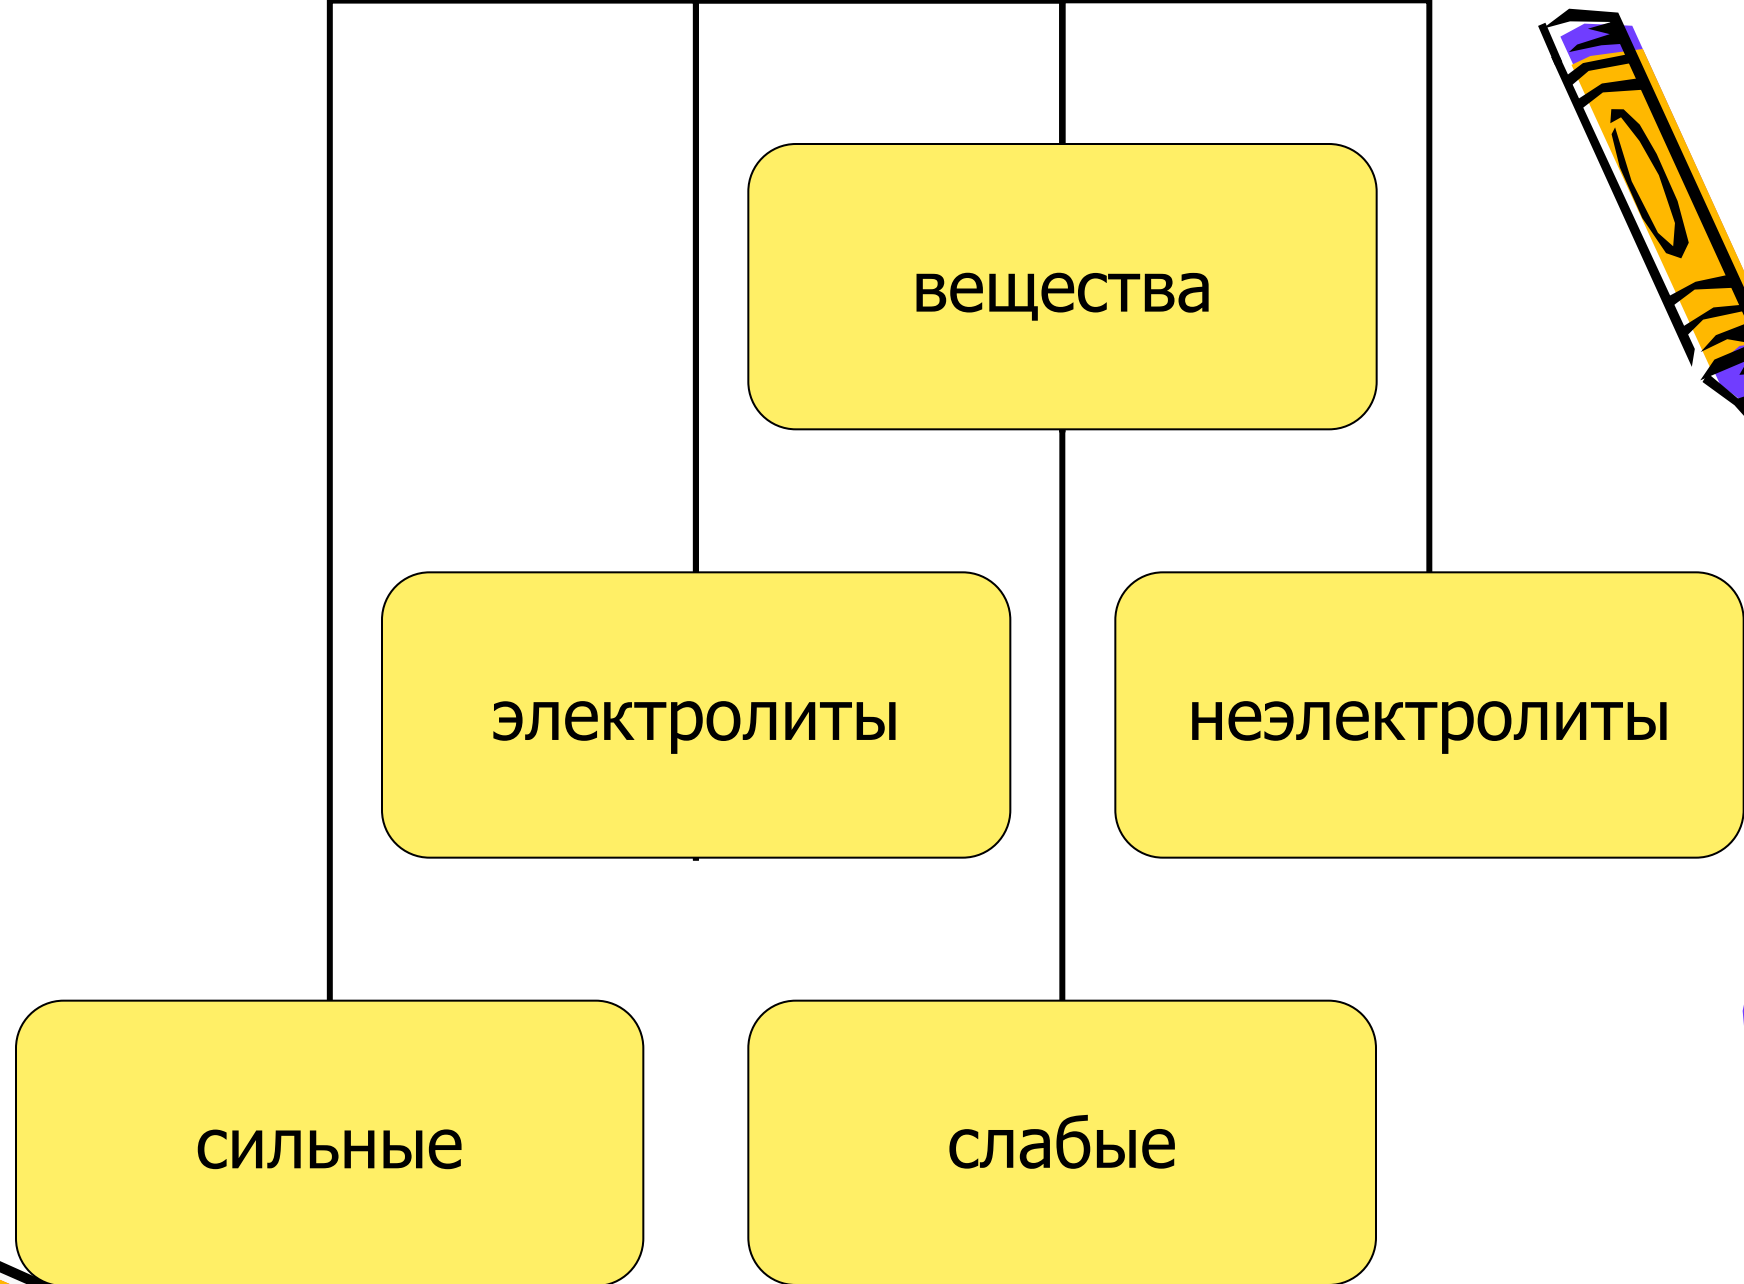 вещества
электролиты
неэлектролиты
сильные
слабые